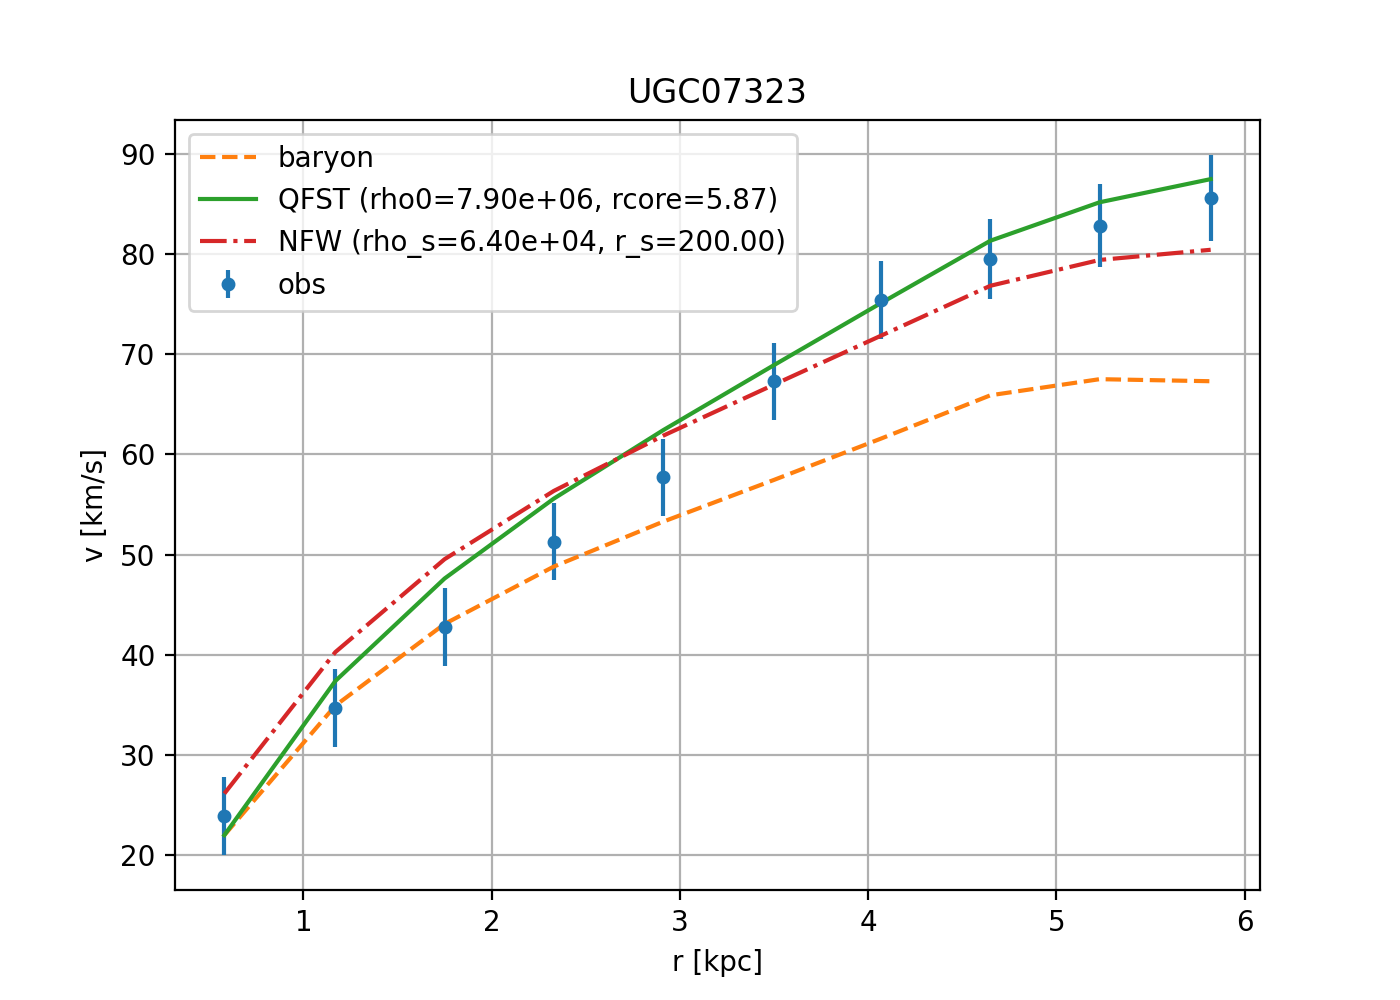 UGC07323
baryon
QFST (rho0=7.90e+06, rcore=5.87)
NFW (rho_s=6.40e+04, r_s=200.00)
obs
90
80
70
60
50
40
30
20
v [km/s]
1 2 3 4 5 6
r [kpc]